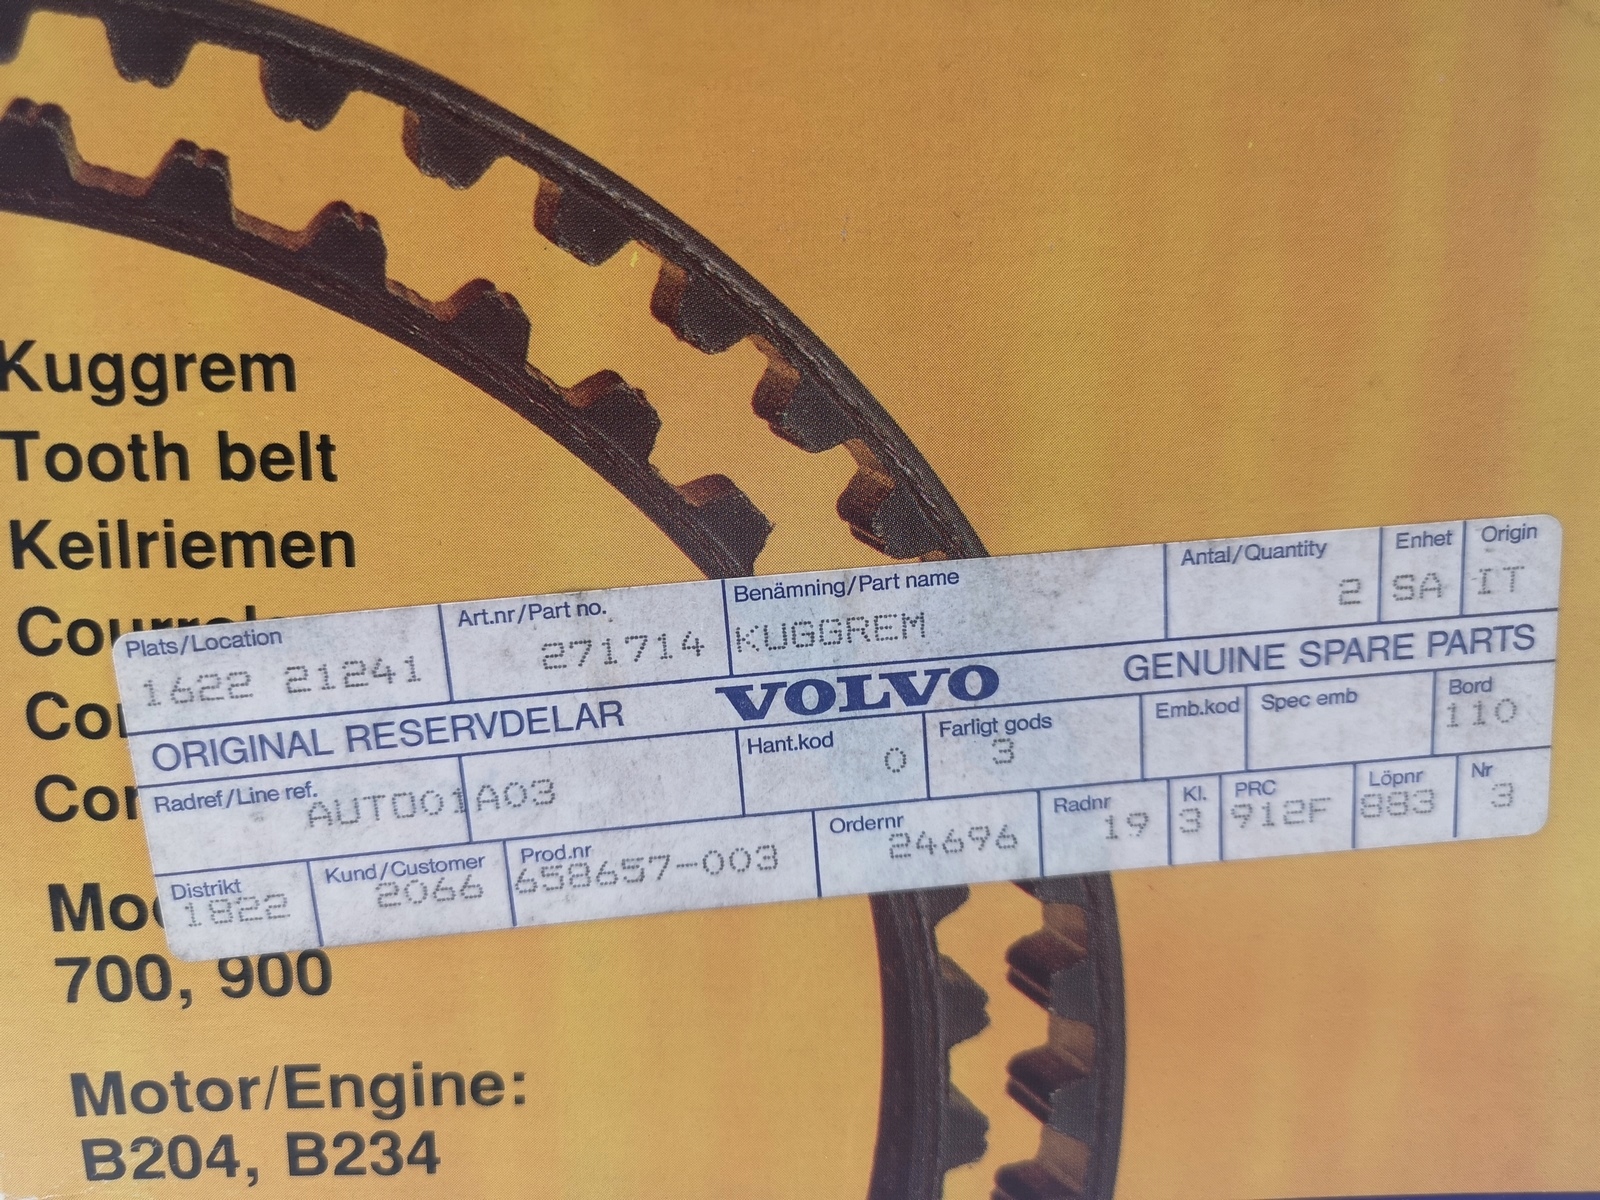 Kuggrem
Tooth belt
Keilriemen
Plats/Location
1622 21241
Art.nr/Part no.
271714
Benämning/Part name
KUGGREM
Antal/Quantity
2
Enhet
SA
Origin
IT
ORIGINAL RESERVDELAR
VOLVO
GENUINE SPARE PARTS
Radref/Line ref.
AUTO01A03
Hant.kod
0
Farligt gods
3
Emb.kod
Spec emb
Bord
110
Distrikt
1822
Kund/Customer
2066
Prod.nr
658657-003
Ordernr
24696
Radnr
19
Kl.
3
PRC
912F
Löpnr
883
Nr
3
700, 900
Motor/Engine:
B204, B234